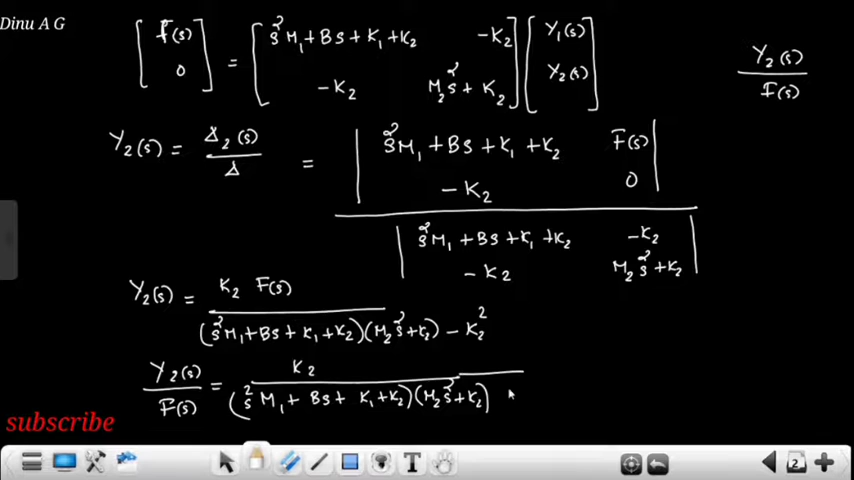 Dinu A G
[F(s) 0] = [s²M₁+Bs+K₁+K₂ -K₂ -K₂ M₂s²+K₂] [Y₁(s) Y₂(s)]
Y₂(s)/F(s)
Y₂(s) = Δ₂(s)/Δ = |s²M₁+Bs+K₁+K₂ F(s) -K₂ 0| / |s²M₁+Bs+K₁+K₂ -K₂ -K₂ M₂s²+K₂|
Y₂(s) = K₂ F(s) / (s²M₁+Bs+K₁+K₂)(M₂s²+K₂) - K₂²
Y₂(s)/F(s) = K₂ / (s²M₁+Bs+K₁+K₂)(M₂s²+K₂)
subscribe
2